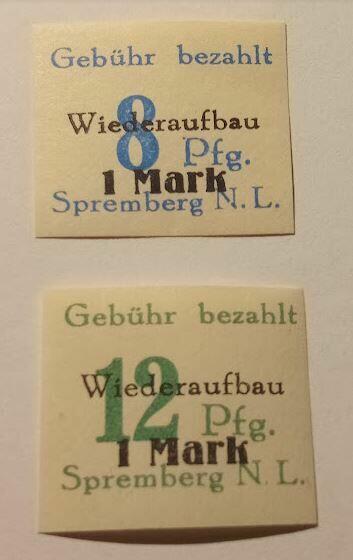 Gebühr bezahlt
Wiederaufbau
8 Pfg.
1 Mark
Spremberg N. L.
Gebühr bezahlt
Wiederaufbau
12 Pfg.
1 Mark
Spremberg N. L.